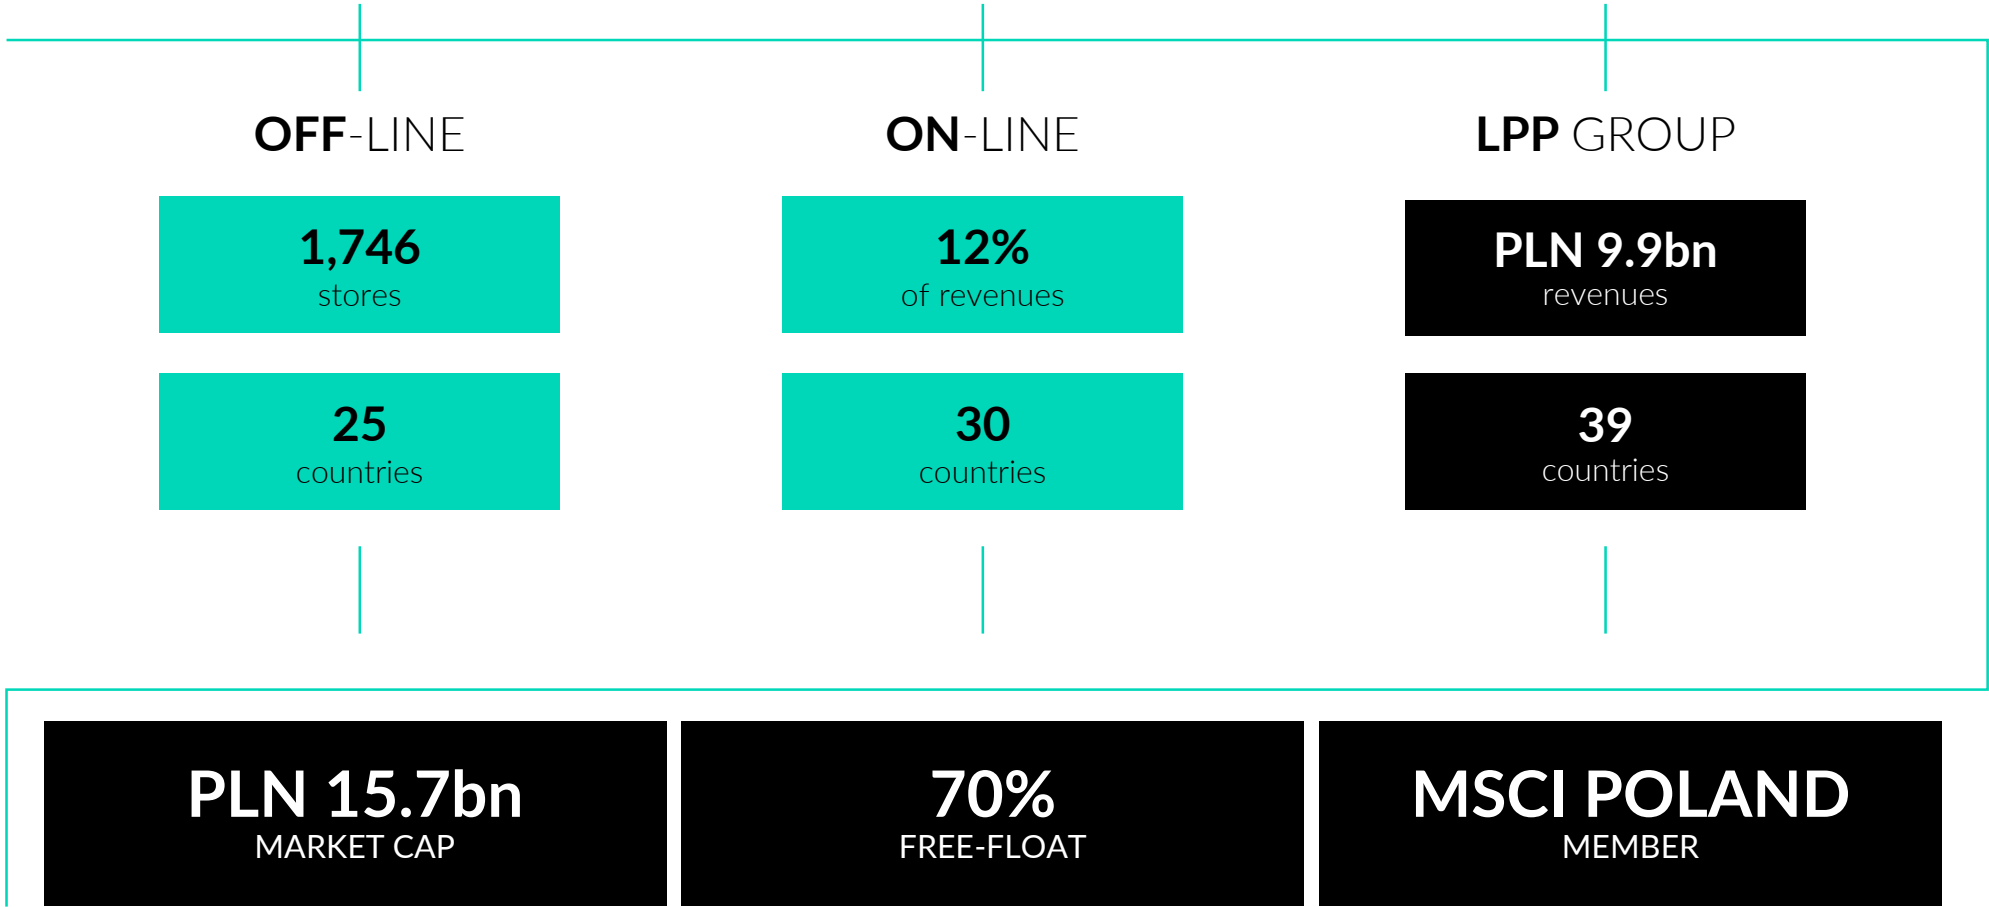 OFF-LINE
1,746
stores
25
countries
ON-LINE
12%
of revenues
30
countries
LPP GROUP
PLN 9.9bn
revenues
39
countries
PLN 15.7bn
MARKET CAP
70%
FREE-FLOAT
MSCI POLAND
MEMBER